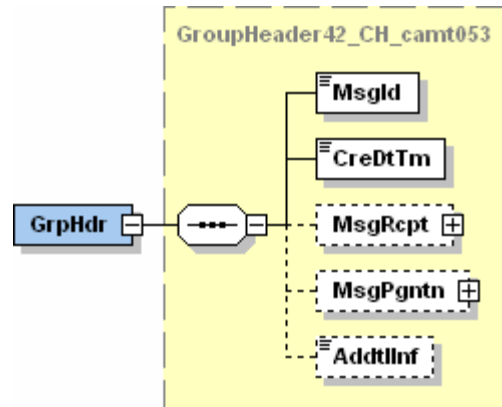 GroupHeader42_CH_camt053
MsgId
CreDtTm
GrpHdr
MsgRcpt
MsgPgntn
AddtlInf